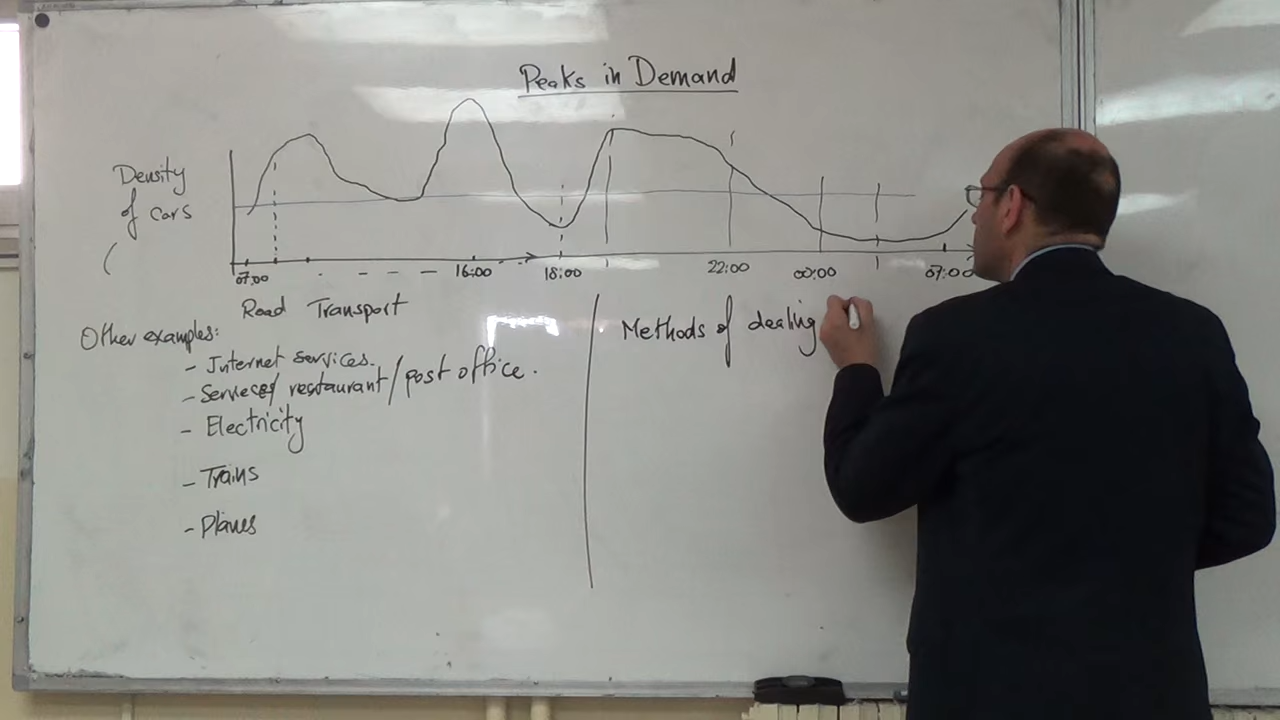 Peaks in Demand
Density
of cars
07:00
16:00
18:00
22:00
00:00
07:00
Road Transport
Other examples:
- Internet services.
- Services/ restaurant/post office.
- Electricity
- Trains
- Planes
Methods of dealing